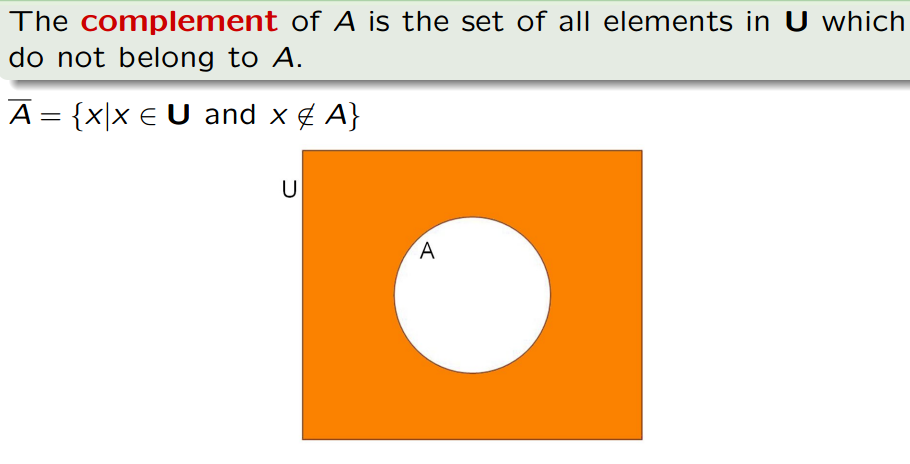 The complement of A is the set of all elements in U which
do not belong to A.
A̅ = {x|x ∈ U and x ∉ A}
U
A